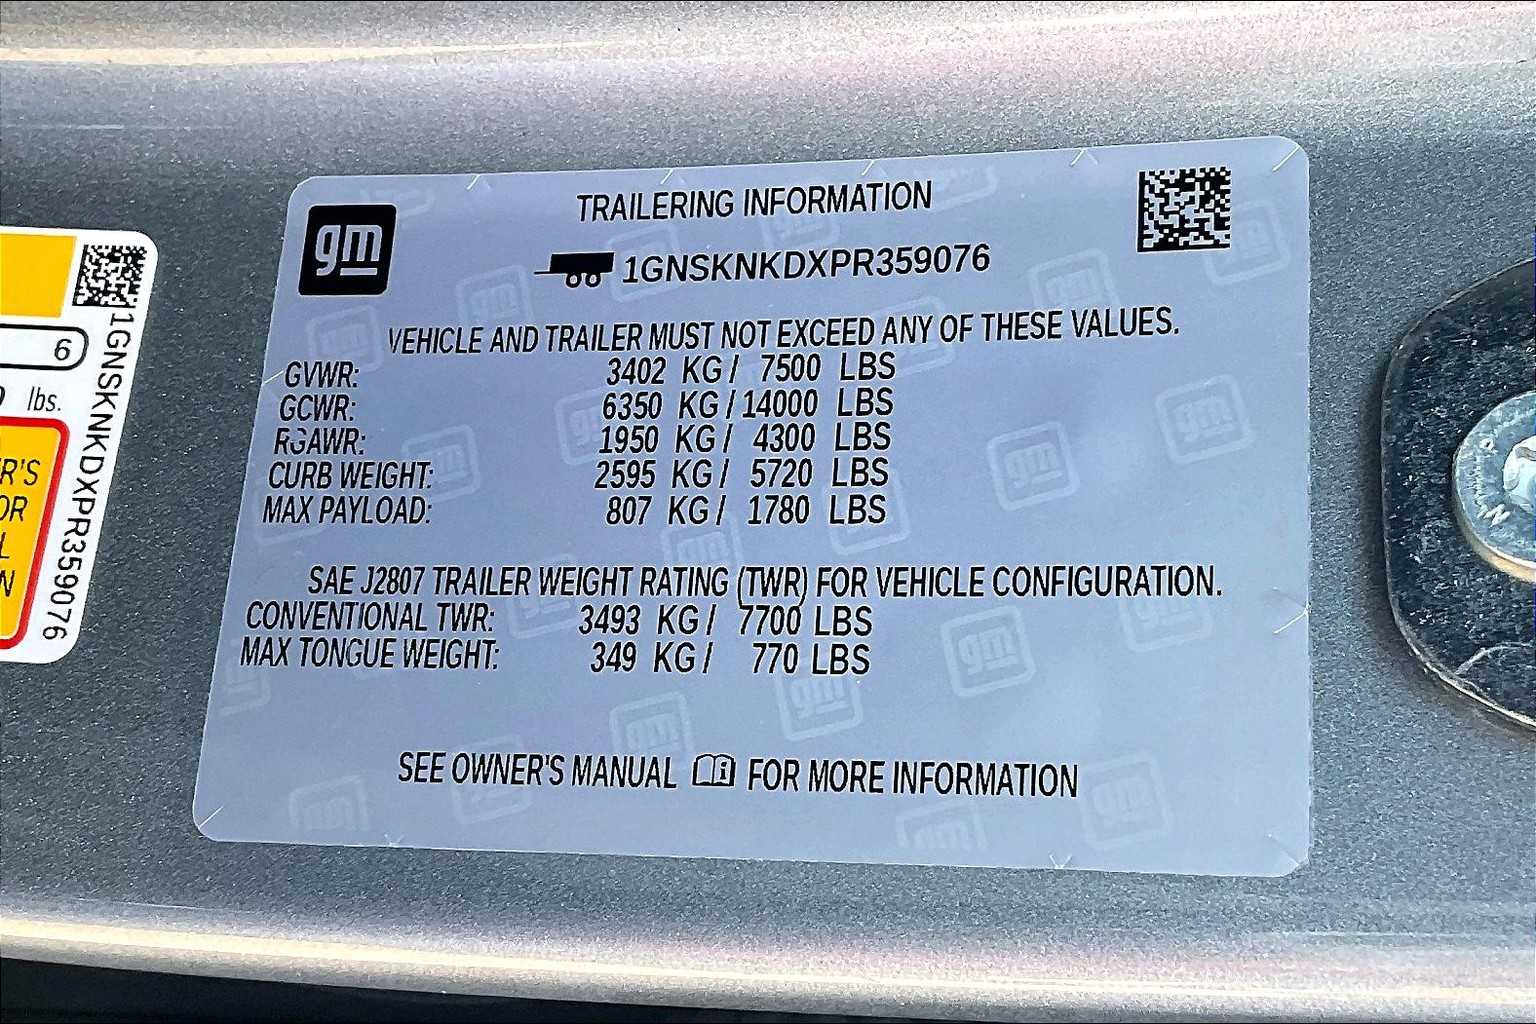 gm
TRAILERING INFORMATION
1GNSKNKDXPR359076
VEHICLE AND TRAILER MUST NOT EXCEED ANY OF THESE VALUES.
GVWR: 3402 KG / 7500 LBS
GCWR: 6350 KG / 14000 LBS
RGAWR: 1950 KG / 4300 LBS
CURB WEIGHT: 2595 KG / 5720 LBS
MAX PAYLOAD: 807 KG / 1780 LBS
SAE J2807 TRAILER WEIGHT RATING (TWR) FOR VEHICLE CONFIGURATION.
CONVENTIONAL TWR: 3493 KG / 7700 LBS
MAX TONGUE WEIGHT: 349 KG / 770 LBS
SEE OWNER'S MANUAL FOR MORE INFORMATION
6
lbs.
R'S
OR
L
N
1GNSKNKDXPR359076